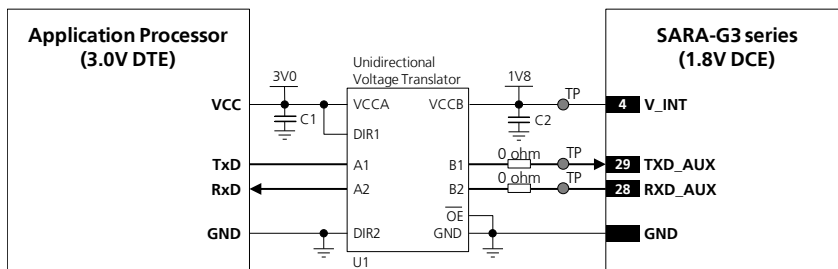 Application Processor
(3.0V DTE)
SARA-G3 series
(1.8V DCE)
Unidirectional
Voltage Translator
3V0
1V8
TP
VCC
VCCA
VCCB
4
V_INT
C1
C2
DIR1
0 ohm
TP
TxD
A1
B1
29
TXD_AUX
0 ohm
TP
RxD
A2
B2
28
RXD_AUX
OE
GND
DIR2
GND
GND
U1